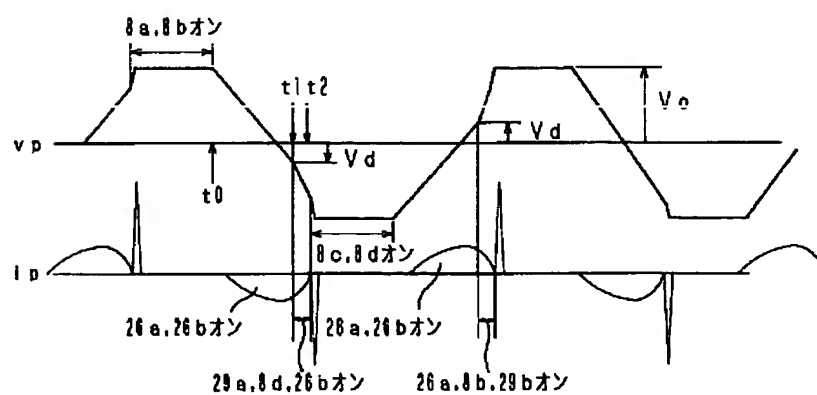 8a,8bオン
t1 t2
Vo
Vd
vp
Vd
t0
8c,8dオン
ip
26a,26bオン
26a,26bオン
29a,8d,26bオン
26a,8b,29bオン